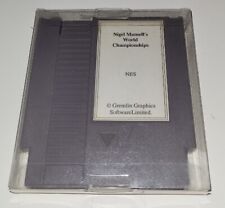 Nigel Mansell's
World
Championships
NES
© Gremlin Graphics
SoftwareLimited.